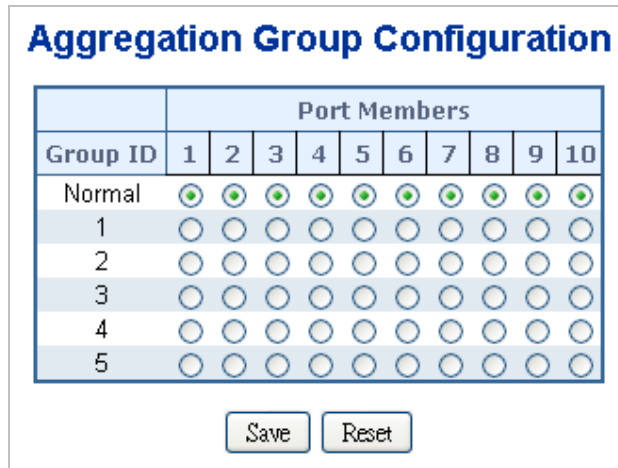 Aggregation Group Configuration
Port Members
Group ID 1 2 3 4 5 6 7 8 9 10
Normal
1
2
3
4
5
Save Reset